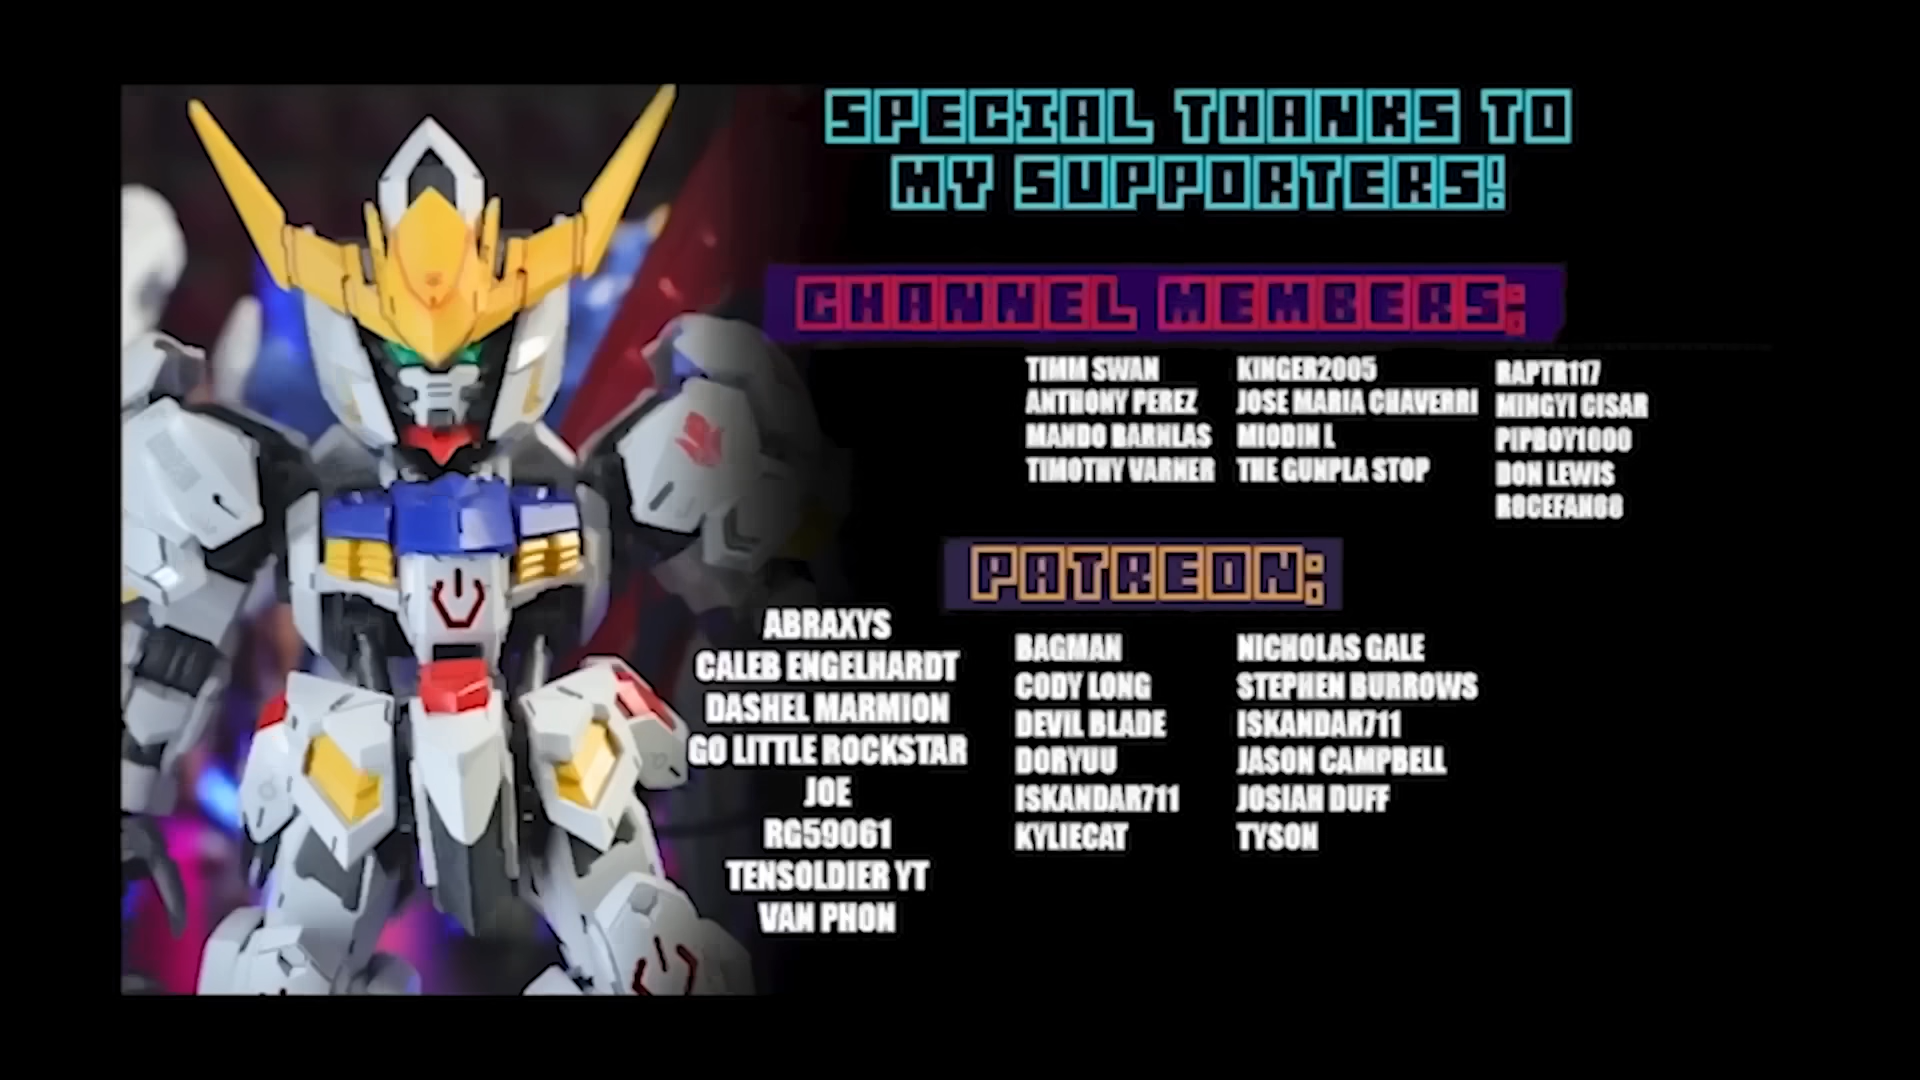 SPECIAL THANKS TO
MY SUPPORTERS!
CHANNEL MEMBERS:
TIMM SWAN
ANTHONY PEREZ
MANDO BARNLAS
TIMOTHY VARNER
KINGER2005
JOSE MARIA CHAVERRI
MIODIN L
THE GUNPLA STOP
RAPTR117
MINGYI CISAR
PIPBOY1000
DON LEWIS
PATREON:
ABRAXYS
CALEB ENGELHARDT
DASHEL MARMION
GO LITTLE ROCKSTAR
JOE
RG59061
TENSOLDIER YT
VAN PHON
BAGMAN
CODY LONG
DEVIL BLADE
DORYUU
ISKANDAR711
KYLIECAT
NICHOLAS GALE
STEPHEN BURROWS
ISKANDAR711
JASON CAMPBELL
JOSIAH DUFF
TYSON